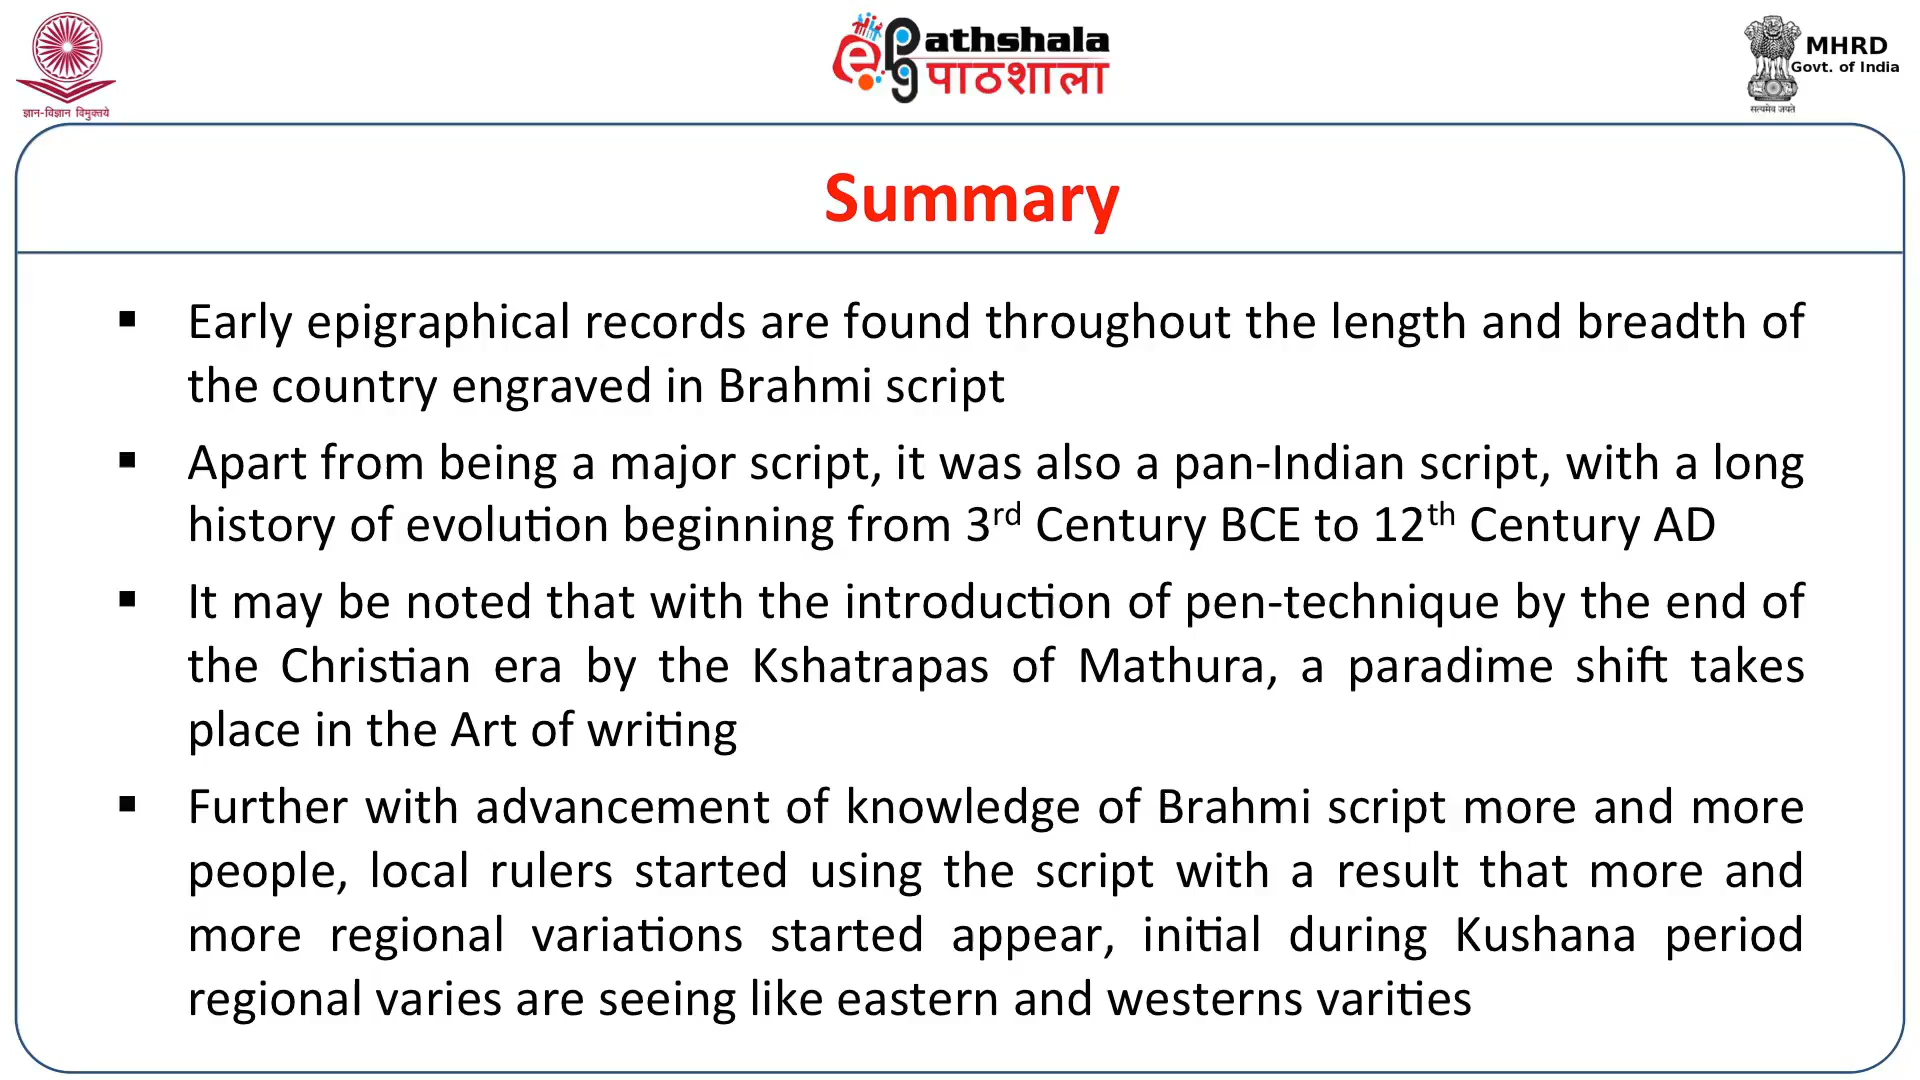 ज्ञान-विज्ञान विमुक्तये
e PG Pathshala
पाठशाला
MHRD
Govt. of India
सत्यमेव जयते
Summary
▪ Early epigraphical records are found throughout the length and breadth of
the country engraved in Brahmi script
▪ Apart from being a major script, it was also a pan-Indian script, with a long
history of evolution beginning from 3rd Century BCE to 12th Century AD
▪ It may be noted that with the introduction of pen-technique by the end of
the Christian era by the Kshatrapas of Mathura, a paradime shift takes
place in the Art of writing
▪ Further with advancement of knowledge of Brahmi script more and more
people, local rulers started using the script with a result that more and
more regional variations started appear, initial during Kushana period
regional varies are seeing like eastern and westerns varities